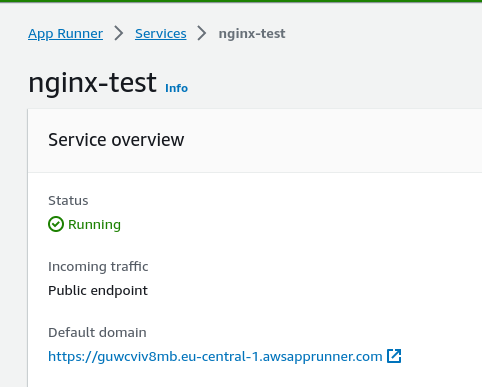 App Runner > Services > nginx-test
nginx-test Info
Service overview
Status
Running
Incoming traffic
Public endpoint
Default domain
https://guwcviv8mb.eu-central-1.awsapprunner.com